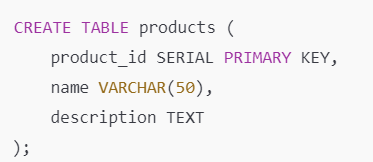 CREATE TABLE products (
    product_id SERIAL PRIMARY KEY,
    name VARCHAR(50),
    description TEXT
);